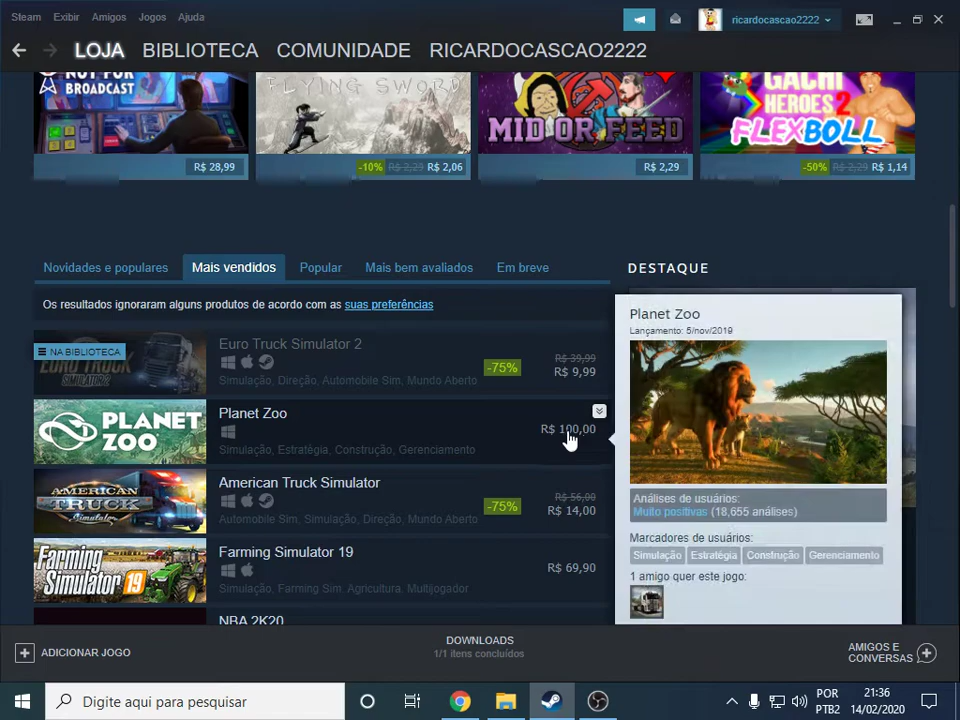 Steam Exibir Amigos Jogos Ajuda
ricardocascao2222
LOJA BIBLIOTECA COMUNIDADE RICARDOCASCAO2222
NOT FOR
BROADCAST
FLYING SWORD
MID OR FEED
GACHI
HEROES 2
FLEXBOLL
R$ 28,99
-10% R$ 2,29 R$ 2,06
R$ 2,29
-50% R$ 2,29 R$ 1,14
Novidades e populares Mais vendidos Popular Mais bem avaliados Em breve
DESTAQUE
Os resultados ignoraram alguns produtos de acordo com as suas preferências
NA BIBLIOTECA
EURO TRUCK
SIMULATOR 2
Euro Truck Simulator 2
Simulação, Direção, Automobile Sim, Mundo Aberto
-75%
R$ 39,99
R$ 9,99
PLANET
ZOO
Planet Zoo
Simulação, Estratégia, Construção, Gerenciamento
R$ 100,00
AMERICAN
TRUCK
Simulator
American Truck Simulator
Automobile Sim, Simulação, Direção, Mundo Aberto
-75%
R$ 56,00
R$ 14,00
Farming
Simulator
19
Farming Simulator 19
Simulação, Farming Sim, Agricultura, Multijogador
R$ 69,90
NBA 2K20
Planet Zoo
Lançamento: 5/nov/2019
Análises de usuários:
Muito positivas (18,655 análises)
Marcadores de usuários:
Simulação Estratégia Construção Gerenciamento
1 amigo quer este jogo:
ADICIONAR JOGO
DOWNLOADS
1/1 itens concluídos
AMIGOS E
CONVERSAS
Digite aqui para pesquisar
POR
PTB2
21:36
14/02/2020